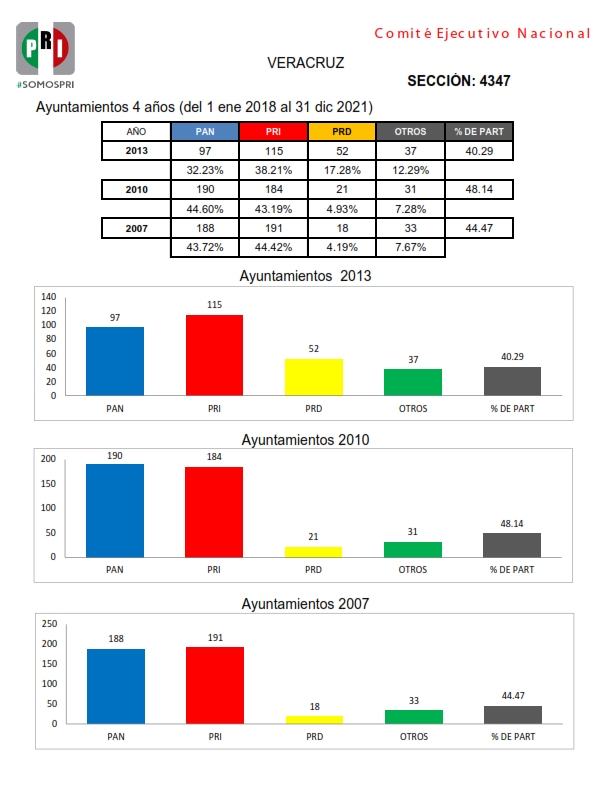 Comité Ejecutivo Nacional
PRI
#SOMOSPRI
VERACRUZ
SECCIÓN: 4347
Ayuntamientos 4 años (del 1 ene 2018 al 31 dic 2021)
AÑO PAN PRI PRD OTROS % DE PART
2013 97 115 52 37 40.29
32.23% 38.21% 17.28% 12.29%
2010 190 184 21 31 48.14
44.60% 43.19% 4.93% 7.28%
2007 188 191 18 33 44.47
43.72% 44.42% 4.19% 7.67%
Ayuntamientos 2013
140
120
100
80
60
40
20
0
97 115 52 37 40.29
PAN PRI PRD OTROS % DE PART
Ayuntamientos 2010
200
150
100
50
0
190 184 21 31 48.14
PAN PRI PRD OTROS % DE PART
Ayuntamientos 2007
250
200
150
100
50
0
188 191 18 33 44.47
PAN PRI PRD OTROS % DE PART